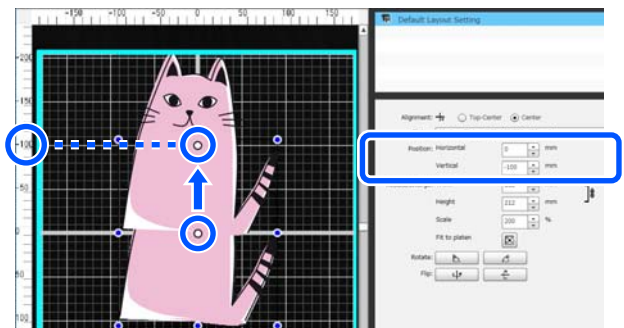 -150 -100 -50 0 50 100 150
Default Layout Setting
-200
-150
Alignment: Top-Center Center
-100
Position: Horizontal 0 mm
Vertical -100 mm
-50
Height 212 mm
Scale 200 %
0
Fit to platen
Rotate:
50
Flip:
100